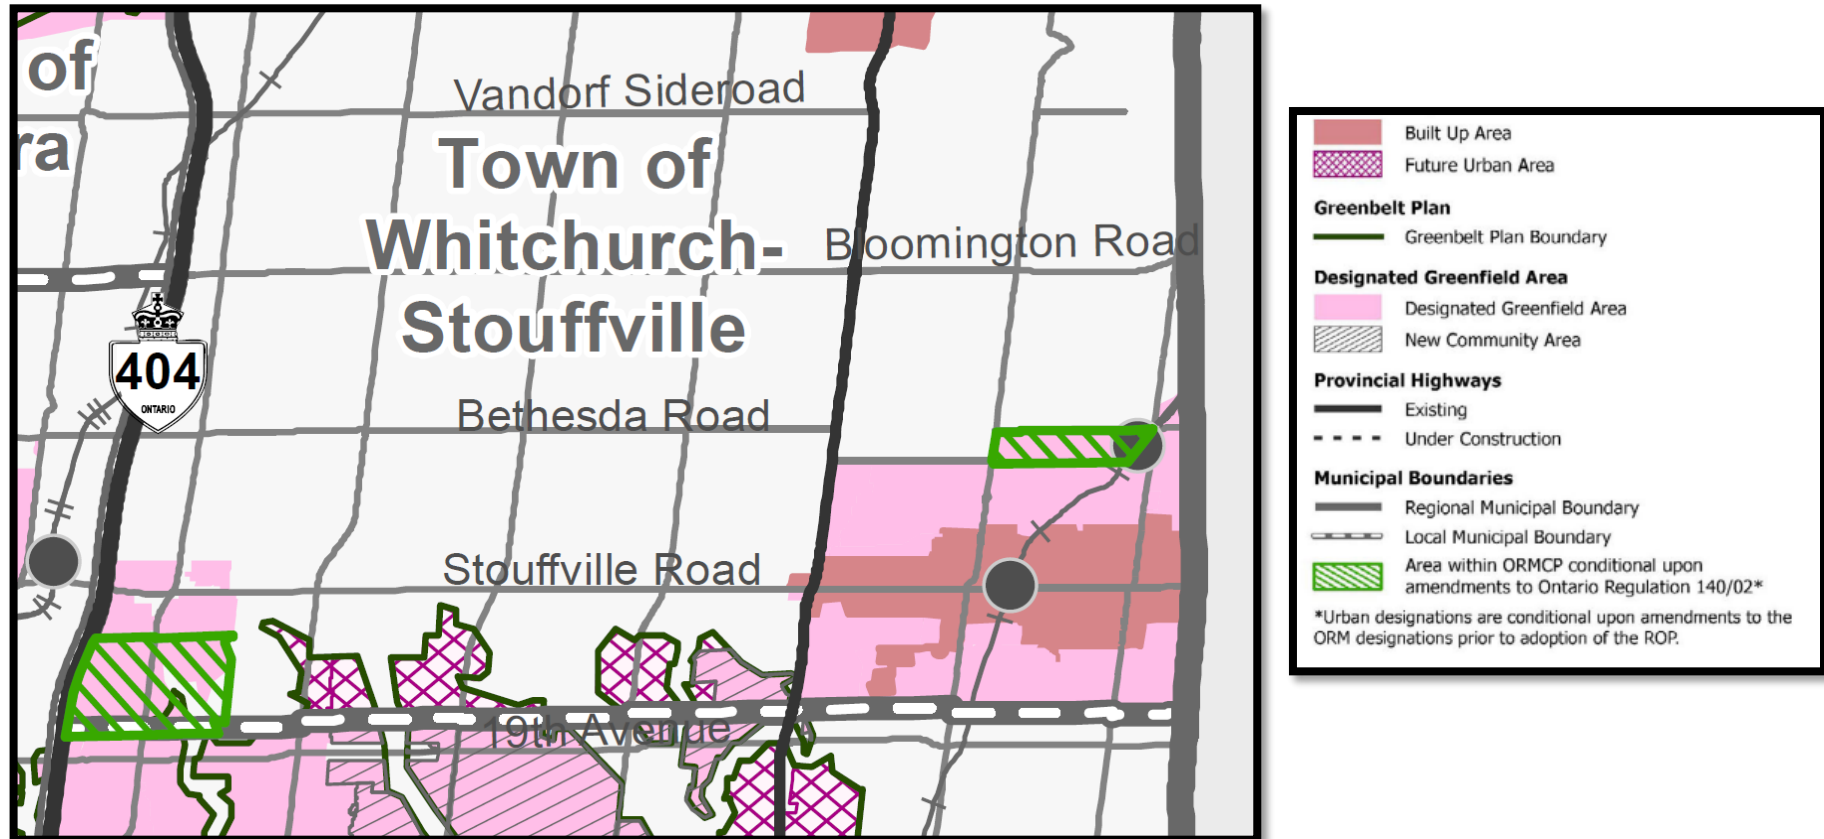 of
ra
Vandorf Sideroad
Town of
Whitchurch-
Stouffville
Bloomington Road
404
ONTARIO
Bethesda Road
Stouffville Road
19th Avenue
Built Up Area
Future Urban Area
Greenbelt Plan
Greenbelt Plan Boundary
Designated Greenfield Area
Designated Greenfield Area
New Community Area
Provincial Highways
Existing
Under Construction
Municipal Boundaries
Regional Municipal Boundary
Local Municipal Boundary
Area within ORMCP conditional upon
amendments to Ontario Regulation 140/02*
*Urban designations are conditional upon amendments to the
ORM designations prior to adoption of the ROP.